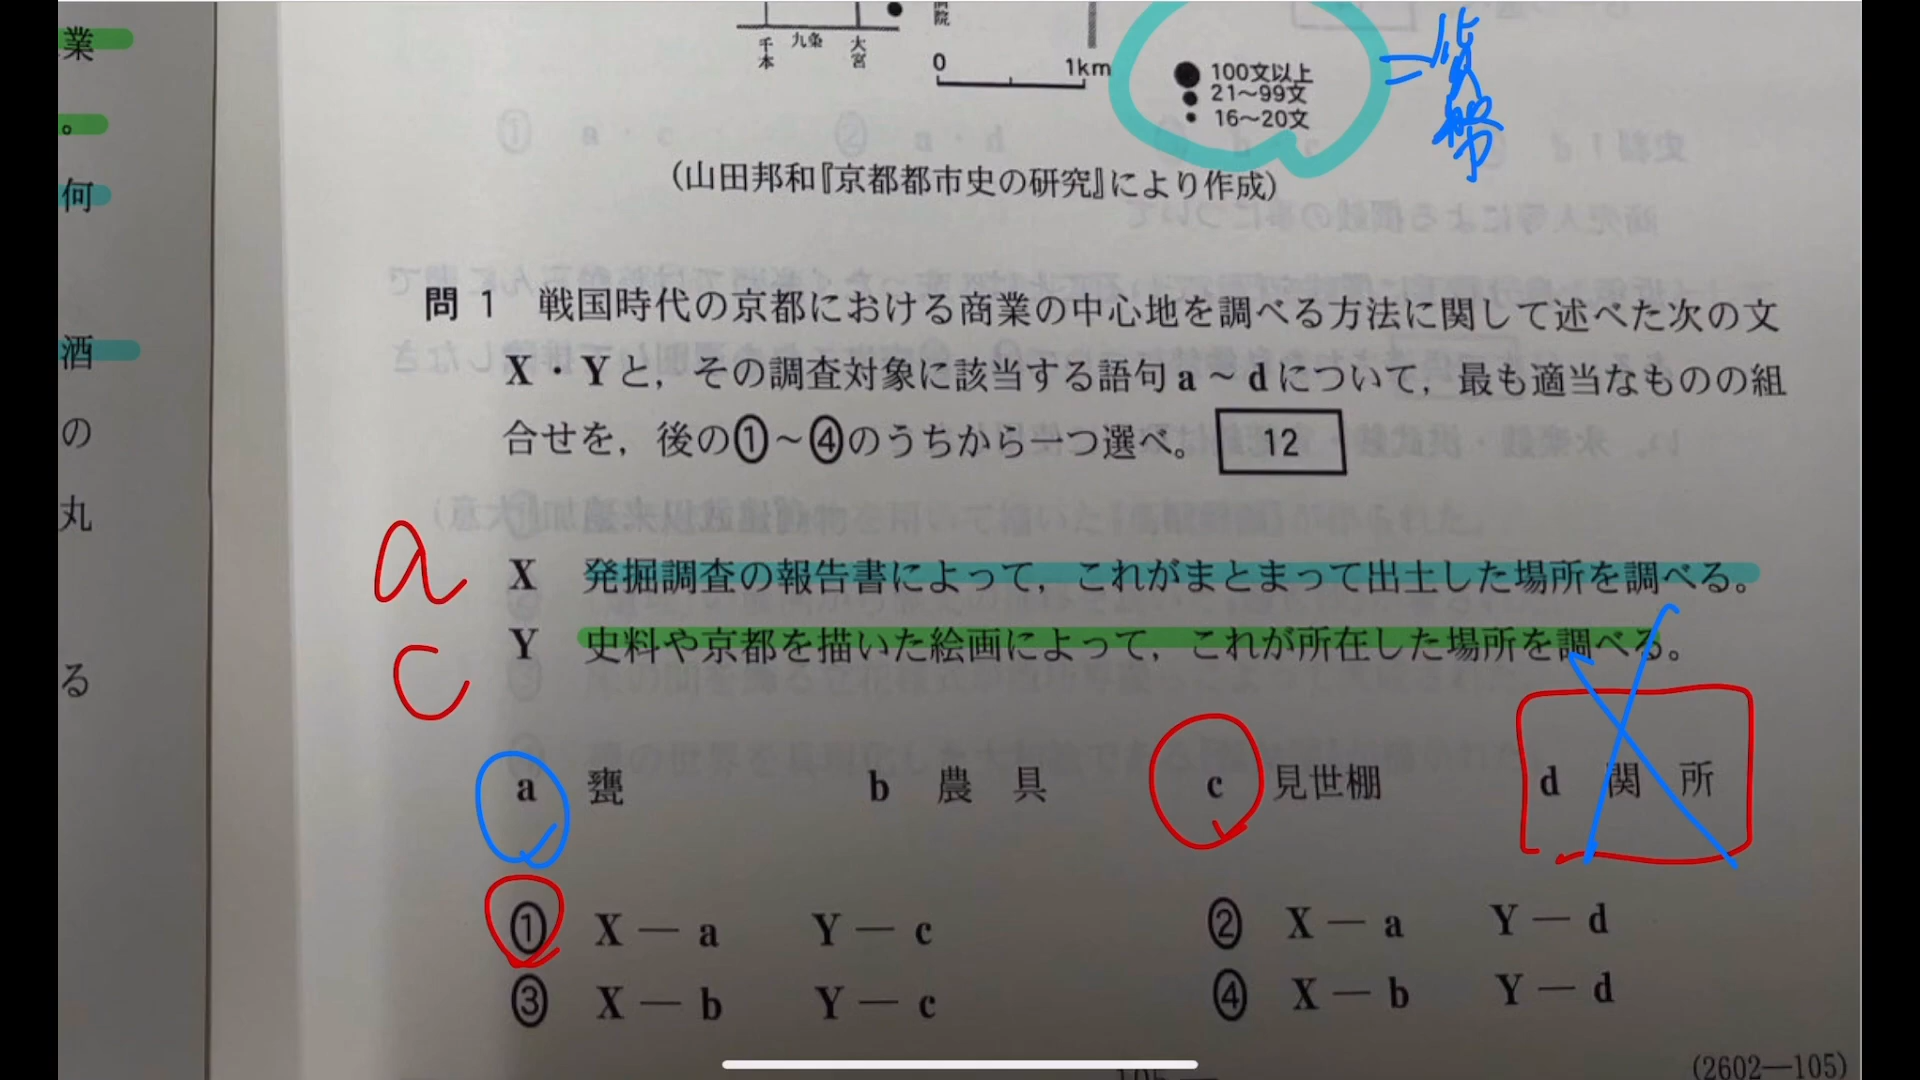 業
。
何
酒
の
丸
る
千本
九条
大宮
病院
0 1km
100文以上
21～99文
16～20文
＝貨幣
(山田邦和『京都都市史の研究』により作成)
問1 戦国時代の京都における商業の中心地を調べる方法に関して述べた次の文
X・Yと，その調査対象に該当する語句a～dについて，最も適当なものの組
合せを，後の①～④のうちから一つ選べ。 12
a X 発掘調査の報告書によって，これがまとまって出土した場所を調べる。
c Y 史料や京都を描いた絵画によって，これが所在した場所を調べる。
a 甕 b 農具 c 見世棚 d 関所
① X ― a Y ― c ② X ― a Y ― d
③ X ― b Y ― c ④ X ― b Y ― d
(2602―105)